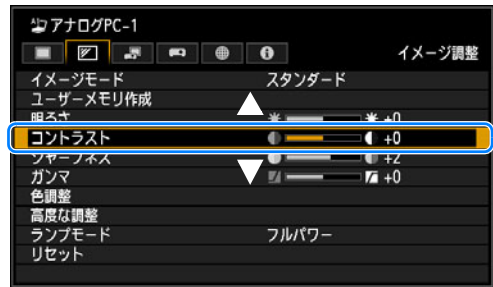 アナログPC-1
イメージ調整
イメージモード スタンダード
ユーザーメモリ作成
明るさ +0
コントラスト +0
シャープネス +2
ガンマ +0
色調整
高度な調整
ランプモード フルパワー
リセット